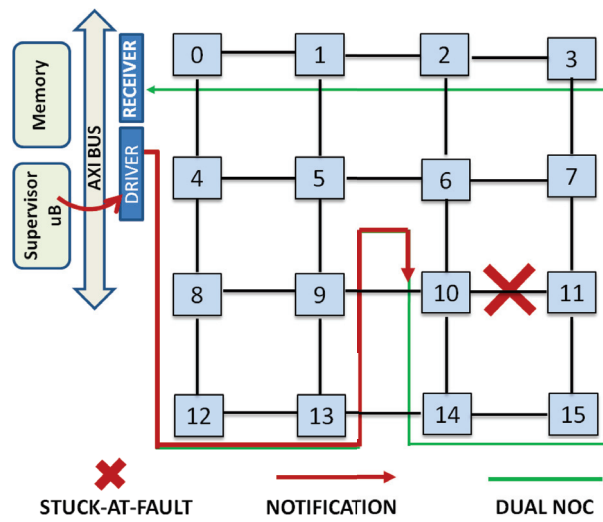 Memory
Supervisor
uB
AXI BUS
RECEIVER
DRIVER
0
1
2
3
4
5
6
7
8
9
10
11
12
13
14
15
STUCK-AT-FAULT
NOTIFICATION
DUAL NOC